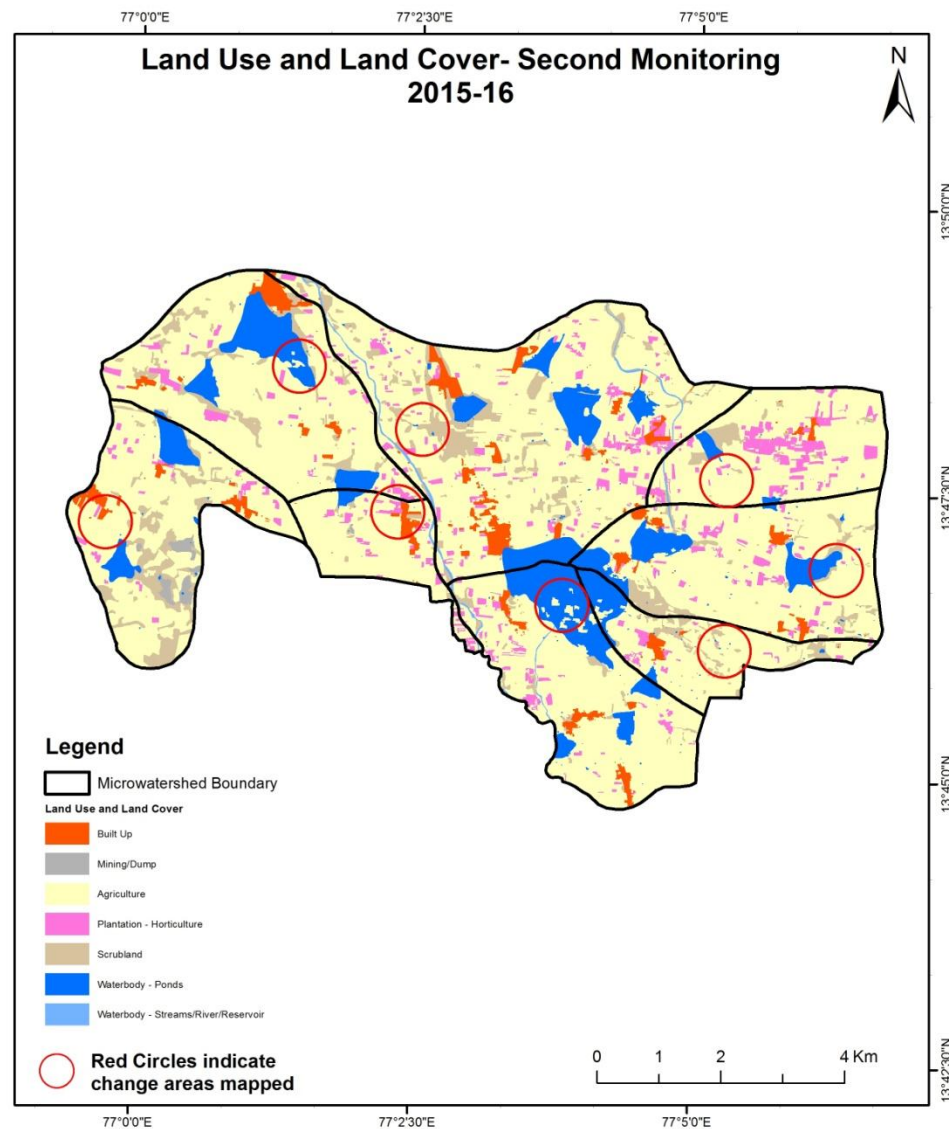 77°0'0"E
77°2'30"E
77°5'0"E
Land Use and Land Cover- Second Monitoring
2015-16
N
13°50'0"N
13°47'30"N
13°45'0"N
13°42'30"N
Legend
Microwatershed Boundary
Land Use and Land Cover
Built Up
Mining/Dump
Agriculture
Plantation - Horticulture
Scrubland
Waterbody - Ponds
Waterbody - Streams/River/Reservoir
Red Circles indicate
change areas mapped
0 1 2 4 Km
77°0'0"E
77°2'30"E
77°5'0"E